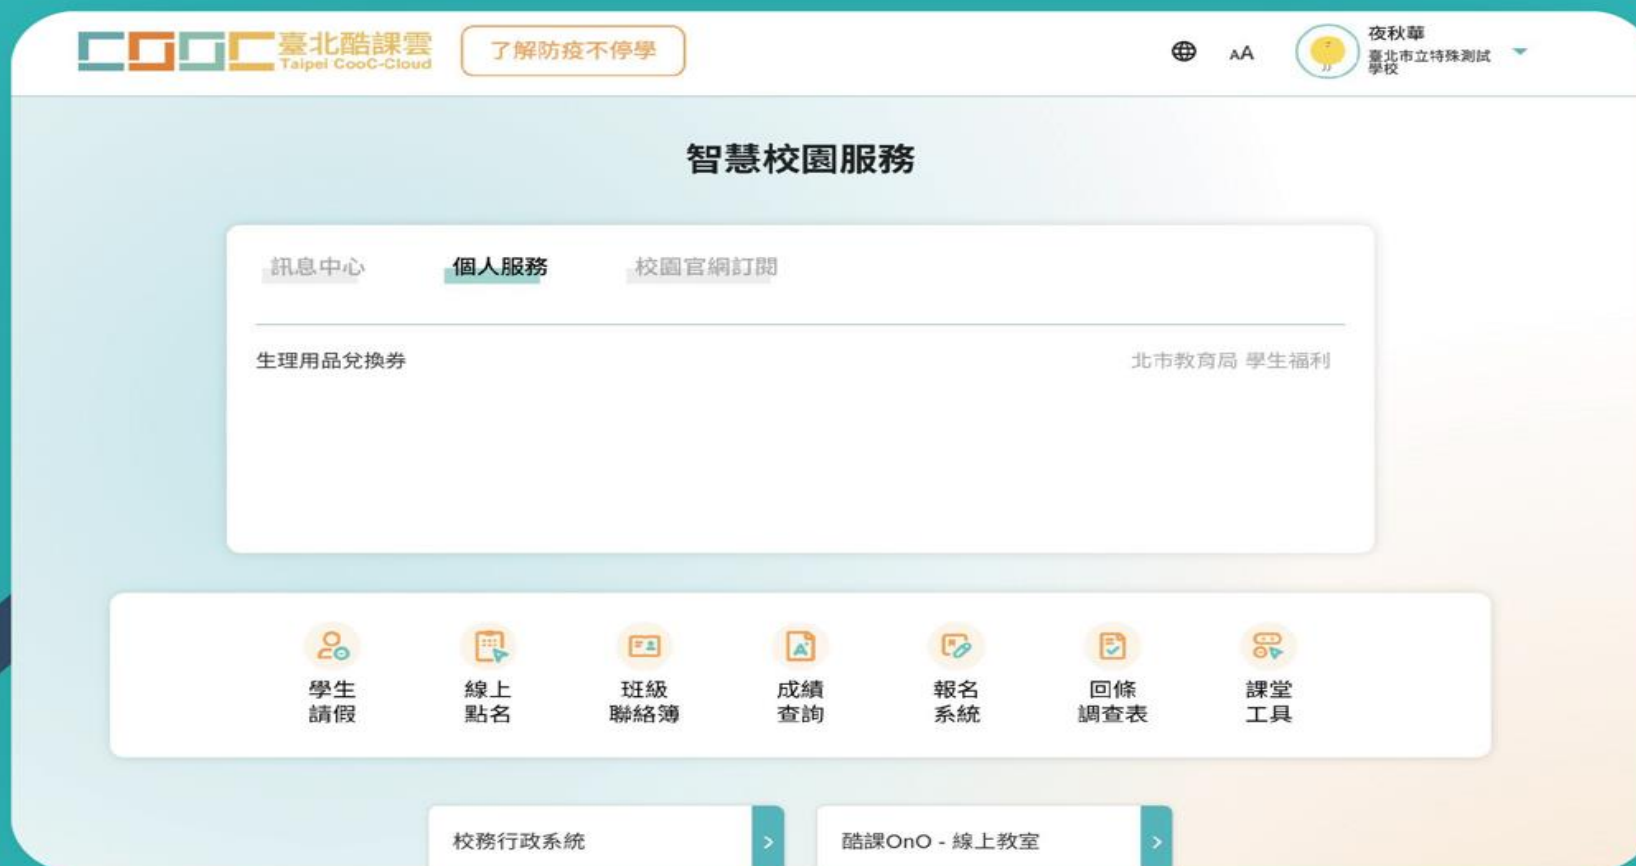 臺北酷課雲
Taipei CooC-Cloud
了解防疫不停學
AA
夜秋華
臺北市立特殊測試
學校
智慧校園服務
訊息中心
個人服務
校園官網訂閱
生理用品兌換券
北市教育局 學生福利
學生
請假
線上
點名
班級
聯絡簿
成績
查詢
報名
系統
回條
調查表
課堂
工具
校務行政系統
酷課OnO - 線上教室